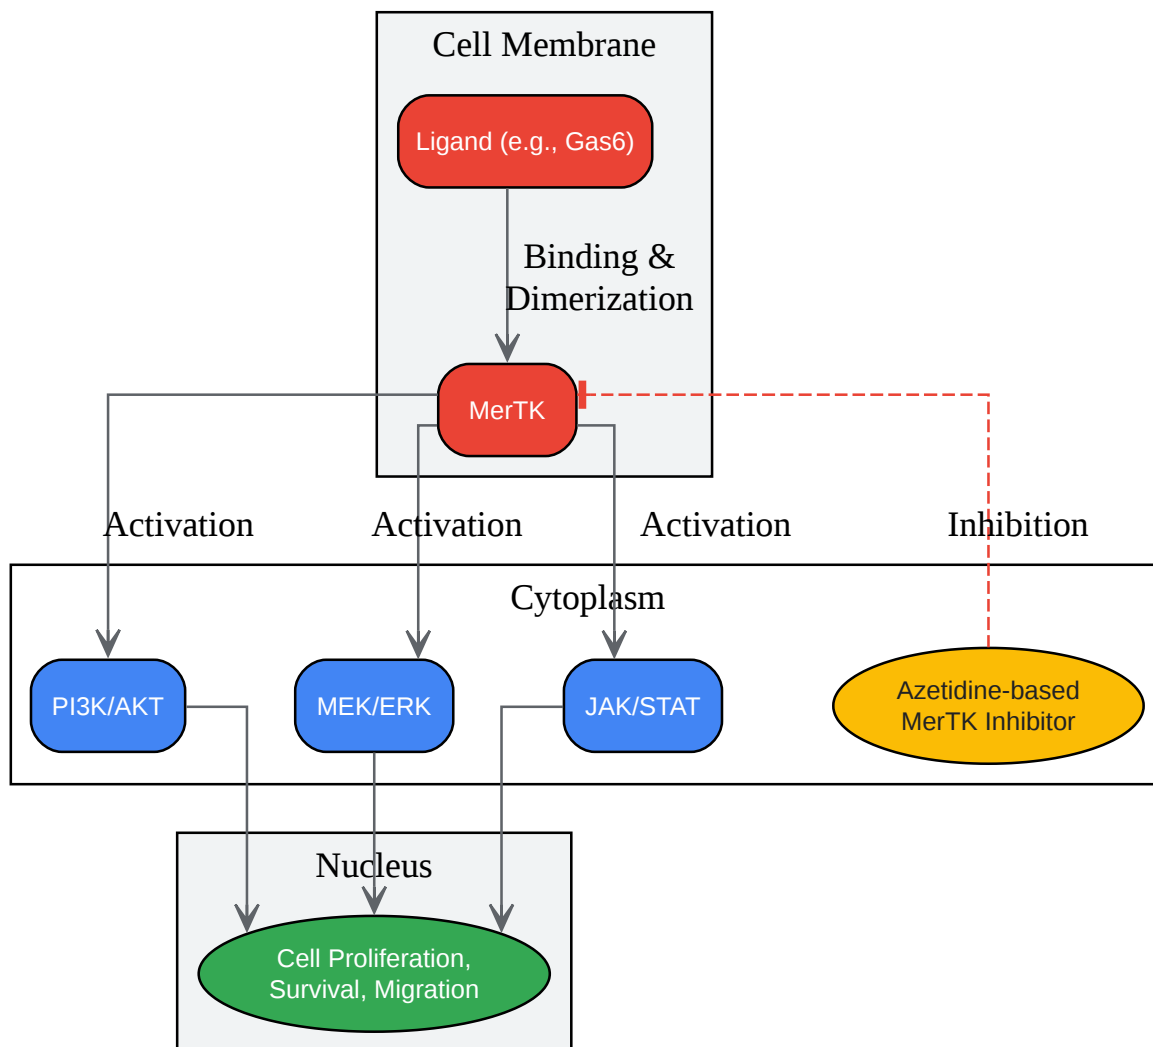 Cell Membrane
Ligand (e.g., Gas6)
Binding &
Dimerization
MerTK
Activation
Activation
Activation
Inhibition
Cytoplasm
PI3K/AKT
MEK/ERK
JAK/STAT
Azetidine-based
MerTK Inhibitor
Nucleus
Cell Proliferation,
Survival, Migration